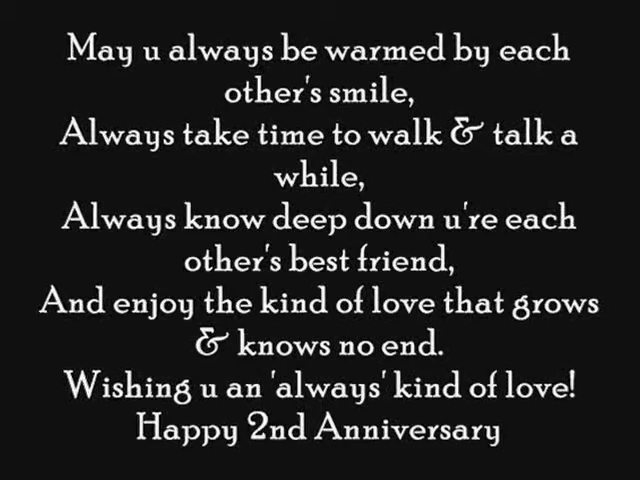 May u always be warmed by each
other's smile,
Always take time to walk & talk a
while,
Always know deep down u're each
other's best friend,
And enjoy the kind of love that grows
& knows no end.
Wishing u an 'always' kind of love!
Happy 2nd Anniversary